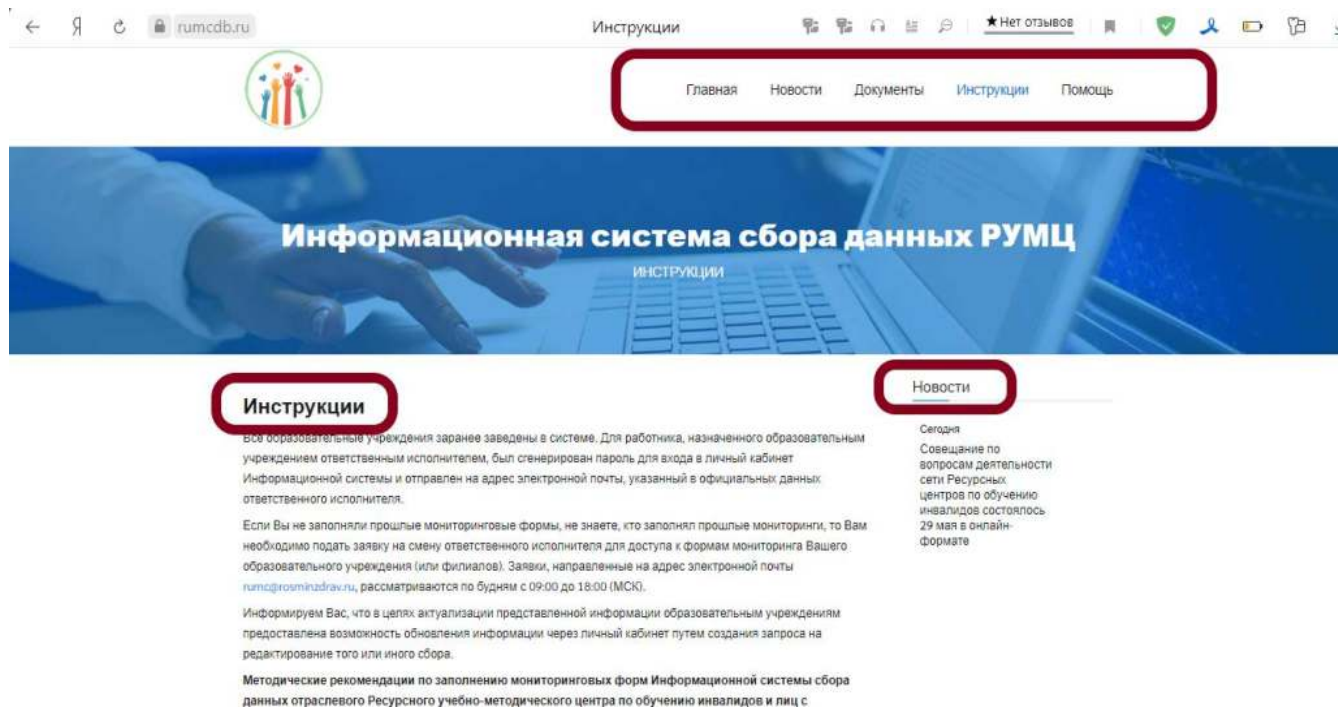 Я rumcdb.ru Инструкции ★ Нет отзывов
Главная Новости Документы Инструкции Помощь
Информационная система сбора данных РУМЦ
ИНСТРУКЦИИ
Инструкции
Все образовательные учреждения заранее заведены в системе. Для работника, назначенного образовательным
учреждением ответственным исполнителем, был сгенерирован пароль для входа в личный кабинет
Информационной системы и отправлен на адрес электронной почты, указанный в официальных данных
ответственного исполнителя.
Если Вы не заполняли прошлые мониторинговые формы, не знаете, кто заполнял прошлые мониторинги, то Вам
необходимо подать заявку на смену ответственного исполнителя для доступа к формам мониторинга Вашего
образовательного учреждения (или филиалов). Заявки, направленные на адрес электронной почты
rumc@rosminzdrav.ru, рассматриваются по будням с 09:00 до 18:00 (МСК).
Информируем Вас, что в целях актуализации представленной информации образовательным учреждениям
предоставлена возможность обновления информации через личный кабинет путем создания запроса на
редактирование того или иного сбора.
Методические рекомендации по заполнению мониторинговых форм Информационной системы сбора
данных отраслевого Ресурсного учебно-методического центра по обучению инвалидов и лиц с
Новости
Сегодня
Совещание по
вопросам деятельности
сети Ресурсных
центров по обучению
инвалидов состоялось
29 мая в онлайн-
формате